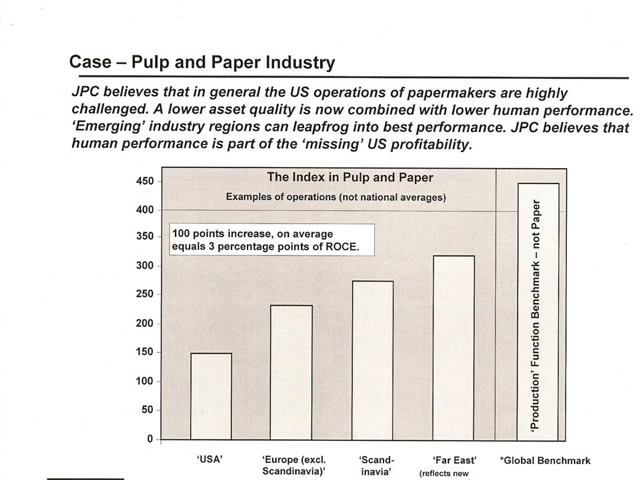 Case – Pulp and Paper Industry
JPC believes that in general the US operations of papermakers are highly
challenged. A lower asset quality is now combined with lower human performance.
‘Emerging’ industry regions can leapfrog into best performance. JPC believes that
human performance is part of the ‘missing’ US profitability.
The Index in Pulp and Paper
Examples of operations (not national averages)
100 points increase, on average
equals 3 percentage points of ROCE.
450
400
350
300
250
200
150
100
50
0
‘Production’ Function Benchmark – not Paper
‘USA’
‘Europe (excl.
Scandinavia)’
‘Scand-
inavia’
‘Far East’
(reflects new
*Global Benchmark